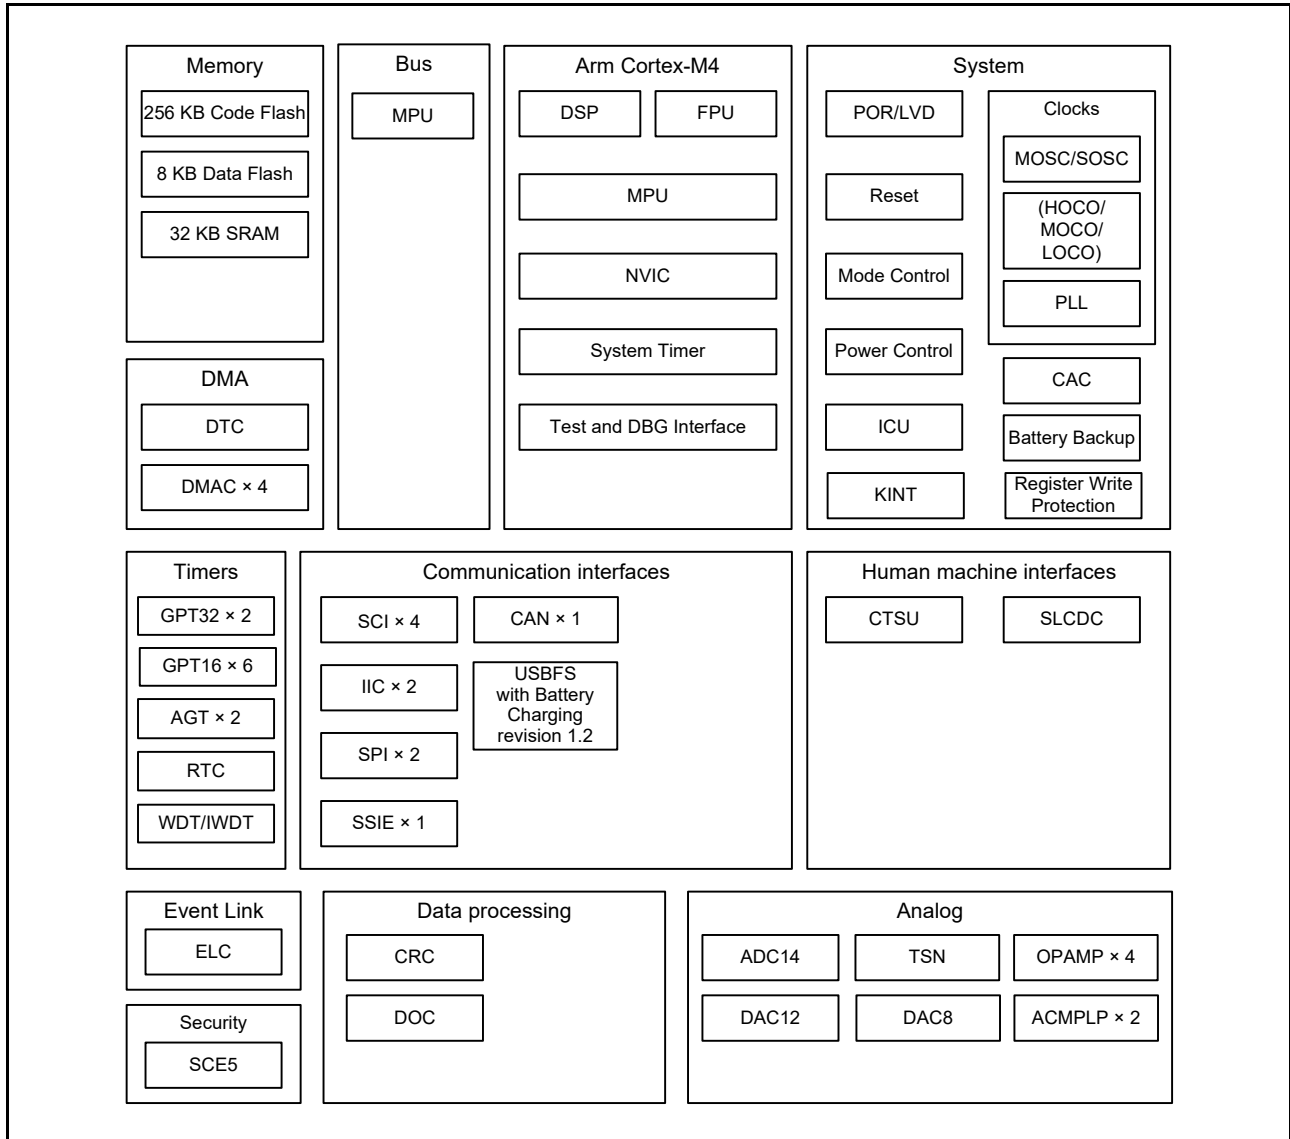 Memory
256 KB Code Flash
8 KB Data Flash
32 KB SRAM
DMA
DTC
DMAC × 4
Bus
MPU
Arm Cortex-M4
DSP
FPU
MPU
NVIC
System Timer
Test and DBG Interface
System
POR/LVD
Reset
Mode Control
Power Control
ICU
KINT
Clocks
MOSC/SOSC
(HOCO/
MOCO/
LOCO)
PLL
CAC
Battery Backup
Register Write
Protection
Timers
GPT32 × 2
GPT16 × 6
AGT × 2
RTC
WDT/IWDT
Communication interfaces
SCI × 4
IIC × 2
SPI × 2
SSIE × 1
CAN × 1
USBFS
with Battery
Charging
revision 1.2
Human machine interfaces
CTSU
SLCDC
Event Link
ELC
Security
SCE5
Data processing
CRC
DOC
Analog
ADC14
TSN
OPAMP × 4
DAC12
DAC8
ACMPLP × 2